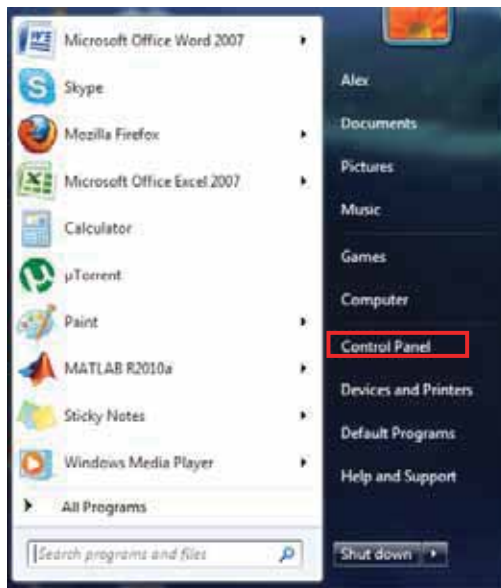 Microsoft Office Word 2007
Skype
Mozilla Firefox
Microsoft Office Excel 2007
Calculator
µTorrent
Paint
MATLAB R2010a
Sticky Notes
Windows Media Player
All Programs
Search programs and files
Alex
Documents
Pictures
Music
Games
Computer
Control Panel
Devices and Printers
Default Programs
Help and Support
Shut down